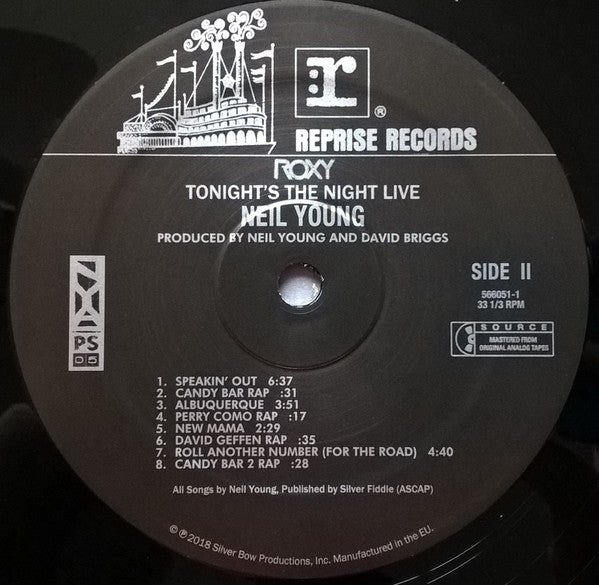 r
®
REPRISE RECORDS
ROXY
TONIGHT'S THE NIGHT LIVE
NEIL YOUNG
PRODUCED BY NEIL YOUNG AND DAVID BRIGGS
SIDE II
566051-1
33 1/3 RPM
NYA
PS
05
SOURCE
MASTERED FROM
ORIGINAL ANALOG TAPES
1. SPEAKIN' OUT 6:37
2. CANDY BAR RAP :31
3. ALBUQUERQUE 3:51
4. PERRY COMO RAP :17
5. NEW MAMA 2:29
6. DAVID GEFFEN RAP :35
7. ROLL ANOTHER NUMBER (FOR THE ROAD) 4:40
8. CANDY BAR 2 RAP :28
All Songs by Neil Young, Published by Silver Fiddle (ASCAP)
© ℗ 2018 Silver Bow Productions, Inc. Manufactured in the EU.